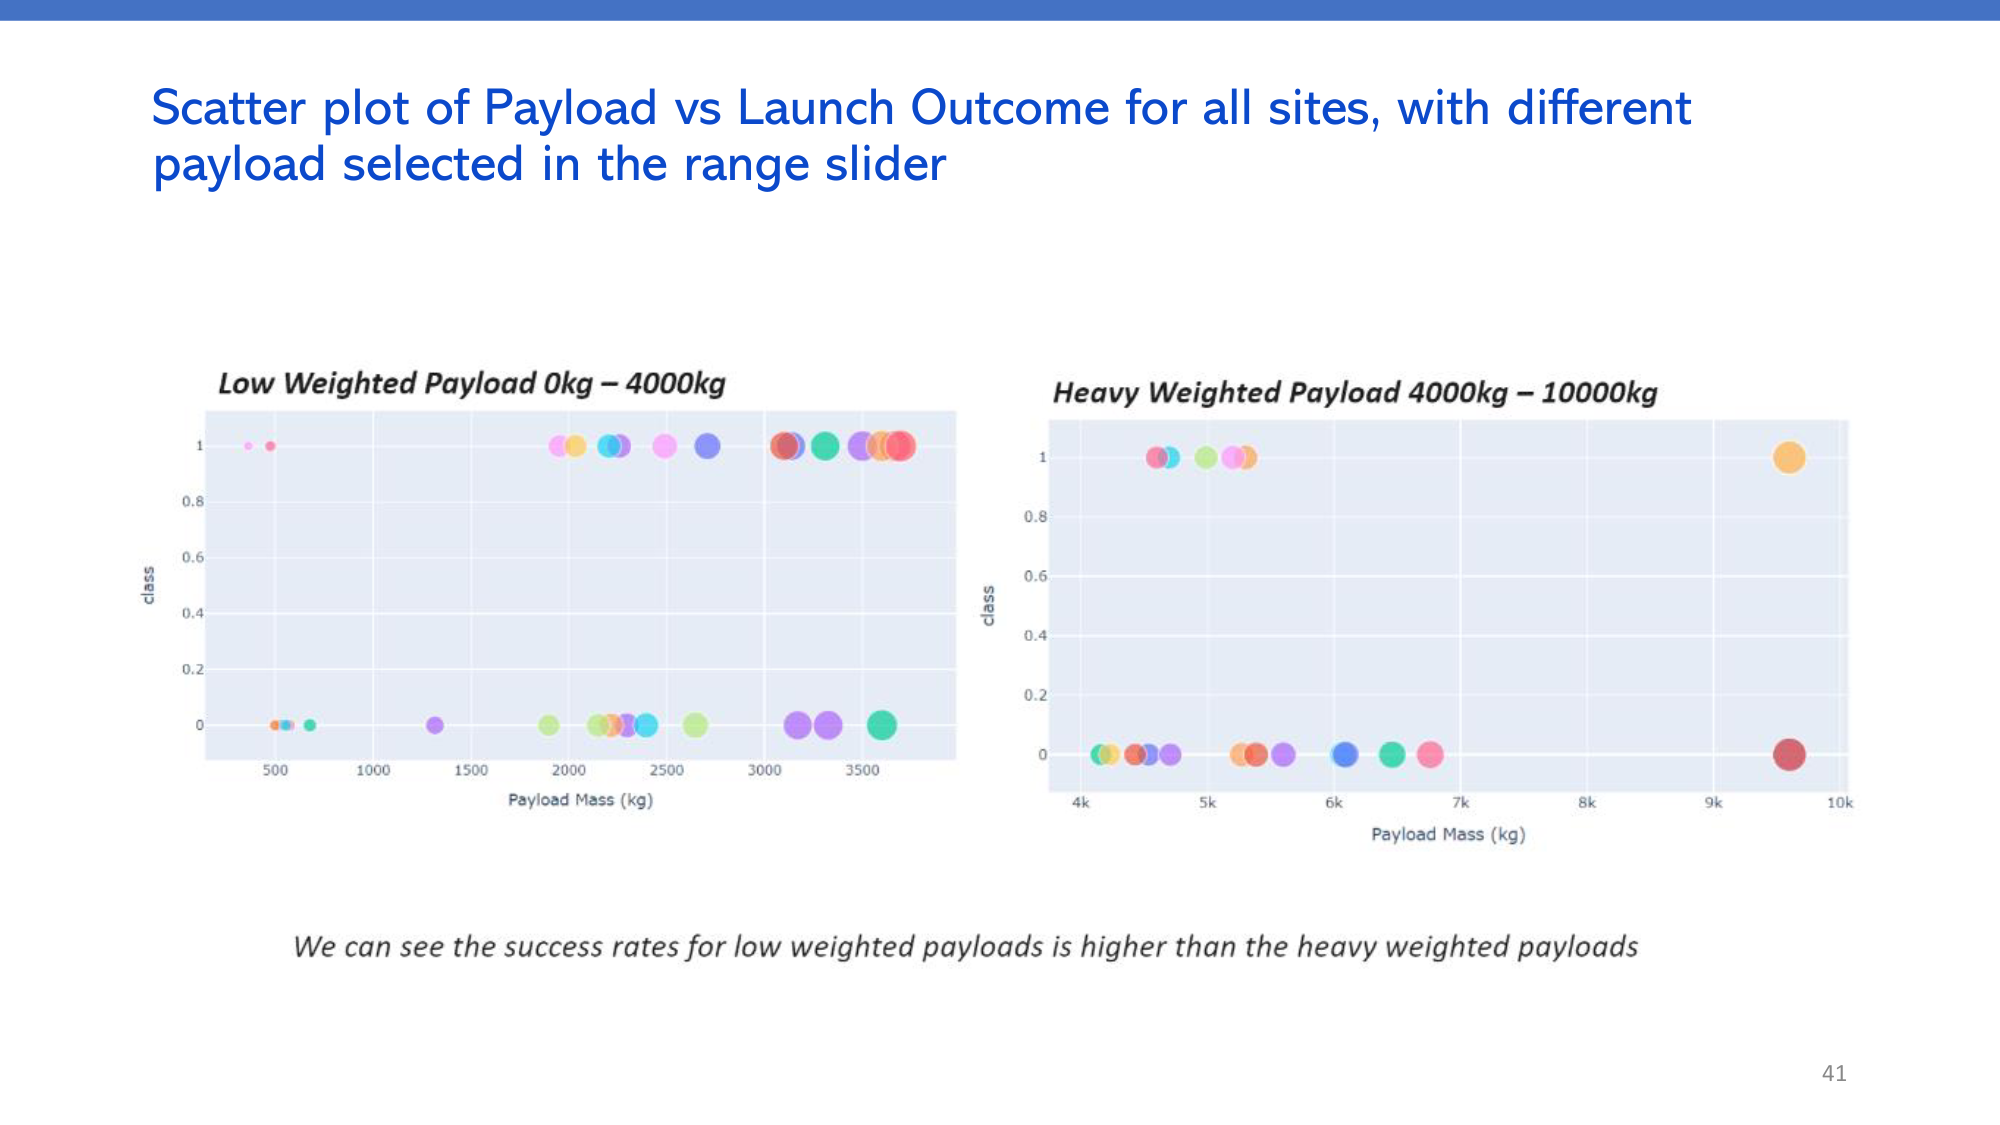 Scatter plot of Payload vs Launch Outcome for all sites, with different
payload selected in the range slider
Low Weighted Payload 0kg – 4000kg
1
0.8
0.6
0.4
0.2
0
class
500 1000 1500 2000 2500 3000 3500
Payload Mass (kg)
Heavy Weighted Payload 4000kg – 10000kg
1
0.8
0.6
0.4
0.2
0
class
4k 5k 6k 7k 8k 9k 10k
Payload Mass (kg)
We can see the success rates for low weighted payloads is higher than the heavy weighted payloads
41